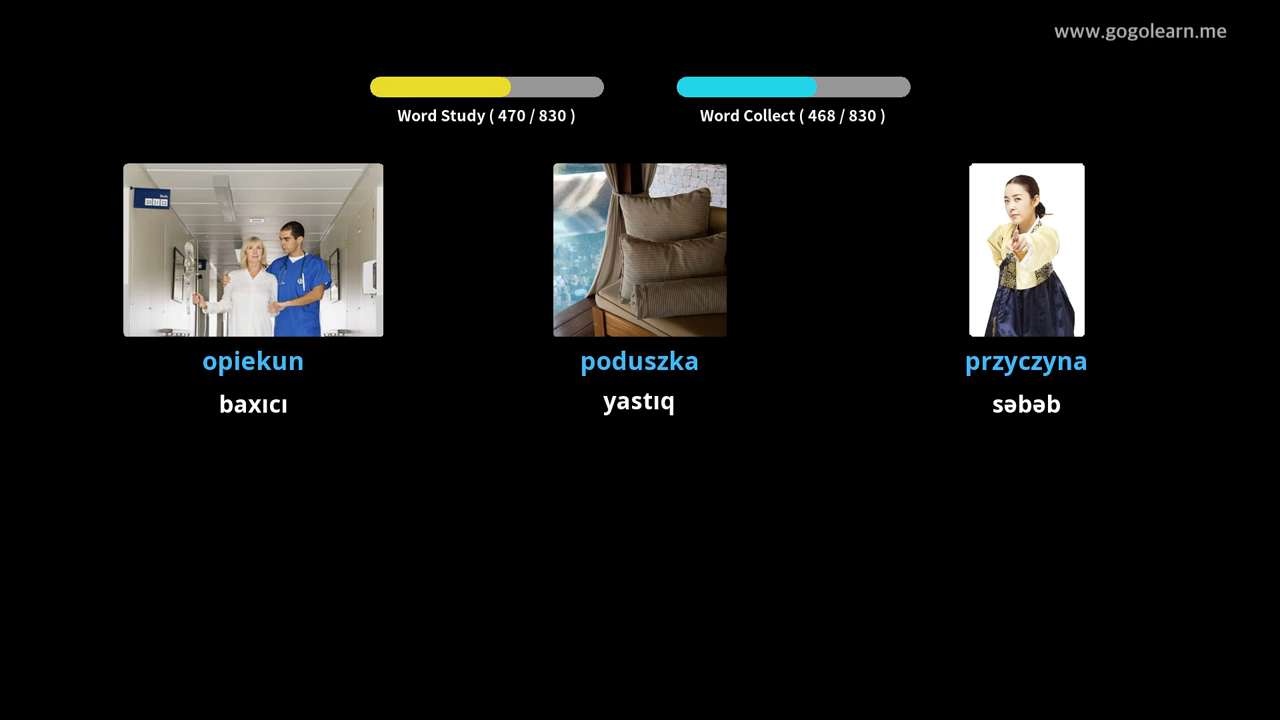 www.gogolearn.me
Word Study ( 470 / 830 )
Word Collect ( 468 / 830 )
opiekun
poduszka
przyczyna
baxıcı
yastıq
səbəb